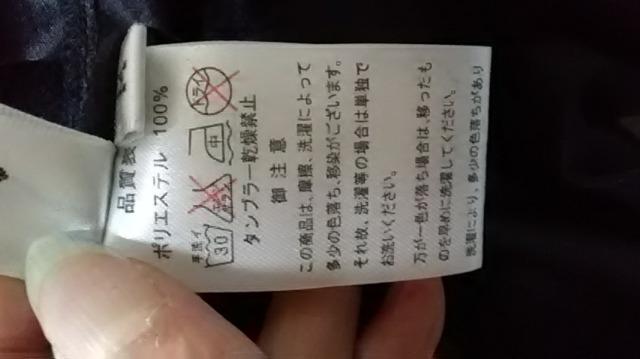 品質表
ポリエステル 100%
手洗イ
30
エンソサラシ
中
ドライ
タンブラー乾燥禁止
御注意
この商品は、摩擦、洗濯によって
多少の色落ち、移染がございます。
それ故、洗濯等の場合は単独で
お洗いください。
万が一色が落ち場合は、移ったも
のを早めに洗濯してください。
洗濯により、多少の色落ちがあり